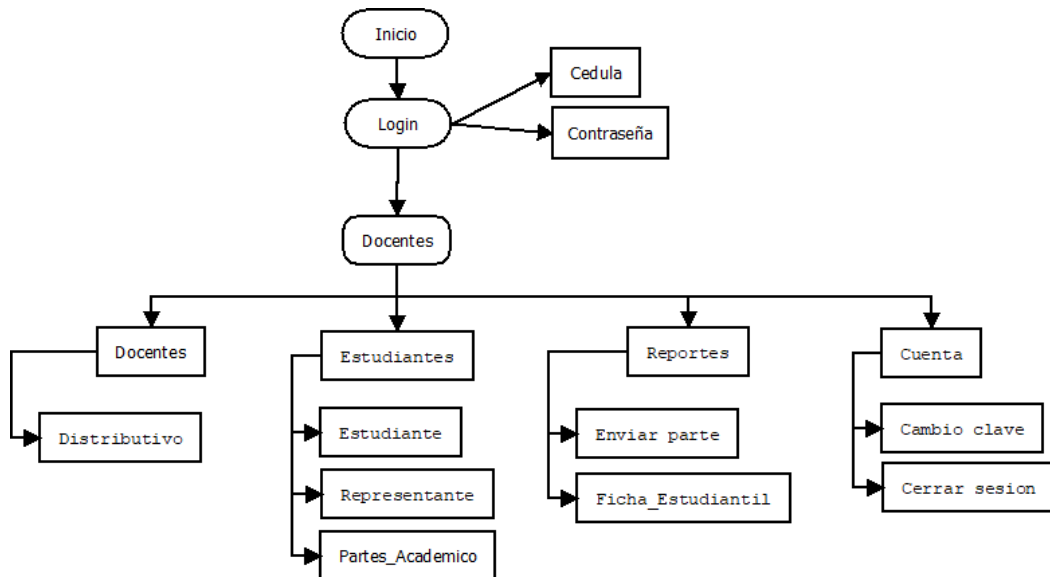 Inicio
Cedula
Login
Contraseña
Docentes
Docentes
Estudiantes
Reportes
Cuenta
Distributivo
Estudiante
Enviar parte
Cambio clave
Representante
Ficha_Estudiantil
Cerrar sesion
Partes_Academico